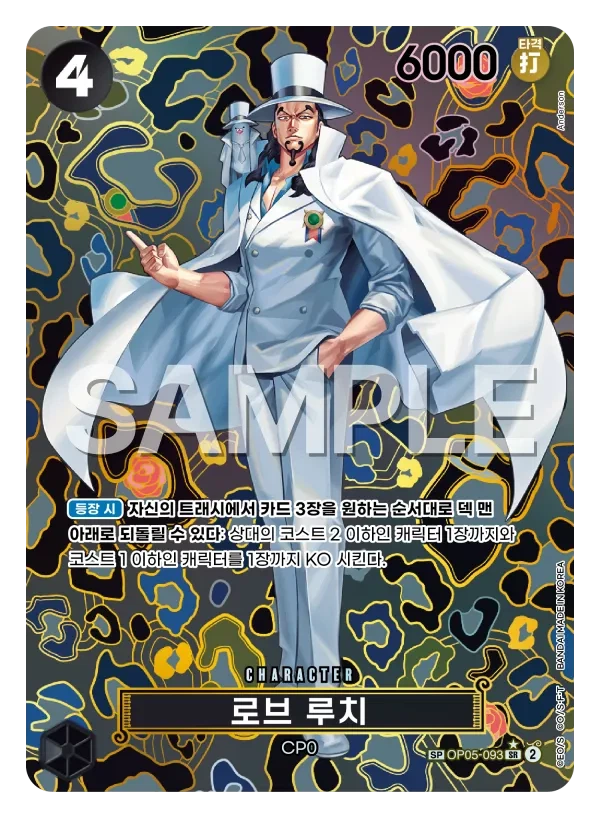 4
6000
타격
打
Anderson
SAMPLE
등장 시 자신의 트래시에서 카드 3장을 원하는 순서대로 덱 맨
아래로 되돌릴 수 있다: 상대의 코스트 2 이하인 캐릭터 1장까지와
코스트 1 이하인 캐릭터를 1장까지 KO 시킨다.
CHARACTER
로브 루치
CP0
SP OP05-093 SR 2
©EO/S ©O/S·F·T BANDAI MADE IN KOREA